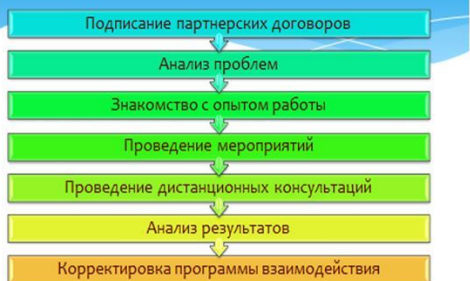 Подписание партнерских договоров
Анализ проблем
Знакомство с опытом работы
Проведение мероприятий
Проведение дистанционных консультаций
Анализ результатов
Корректировка программы взаимодействия